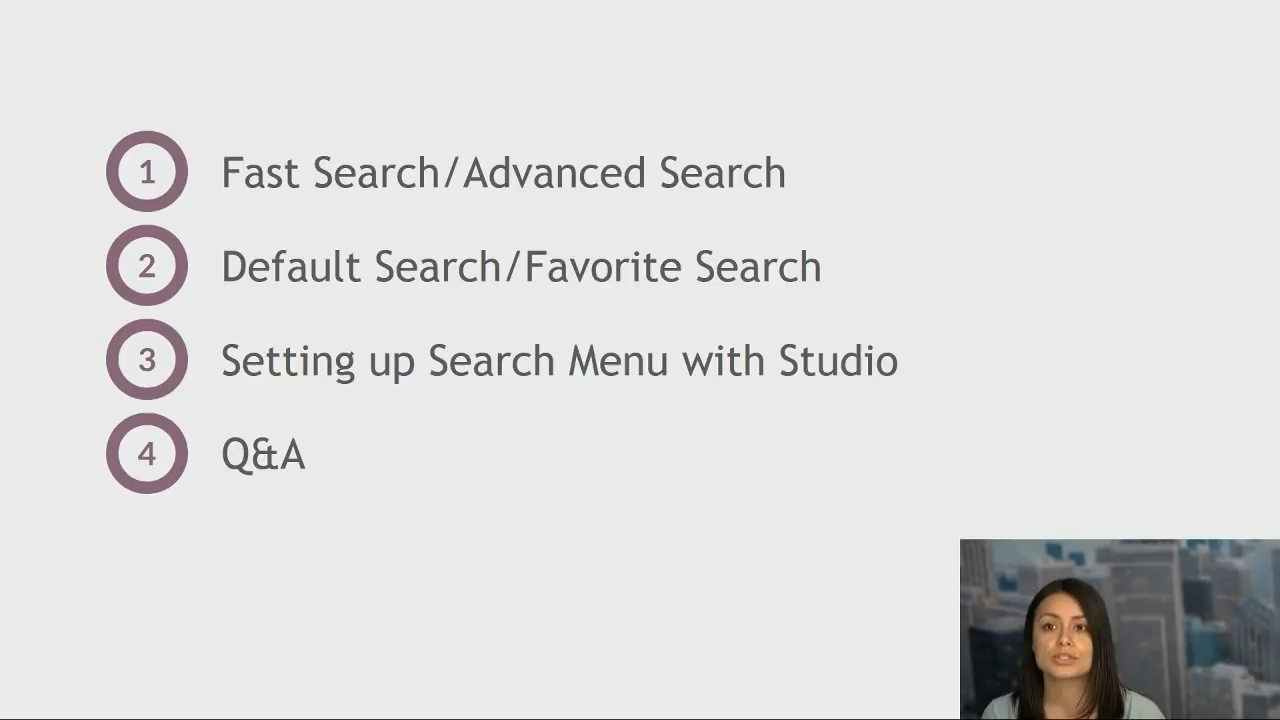 1 Fast Search/Advanced Search
2 Default Search/Favorite Search
3 Setting up Search Menu with Studio
4 Q&A